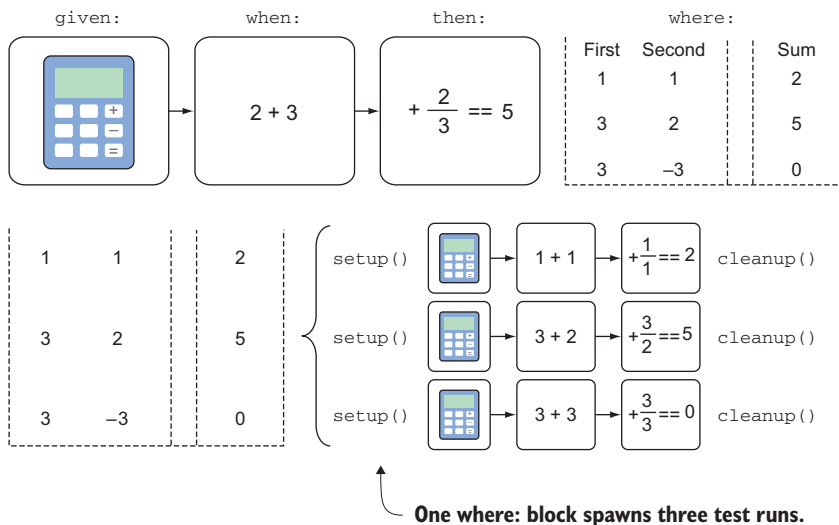 given: when: then: where:
First Second Sum
1 1 2
3 2 5
3 –3 0
+
–
=
2 + 3
+ 2/3 == 5
1 1 2
3 2 5
3 –3 0
setup() 1 + 1 + 1/1 == 2 cleanup()
setup() 3 + 2 + 3/2 == 5 cleanup()
setup() 3 + 3 + 3/3 == 0 cleanup()
One where: block spawns three test runs.